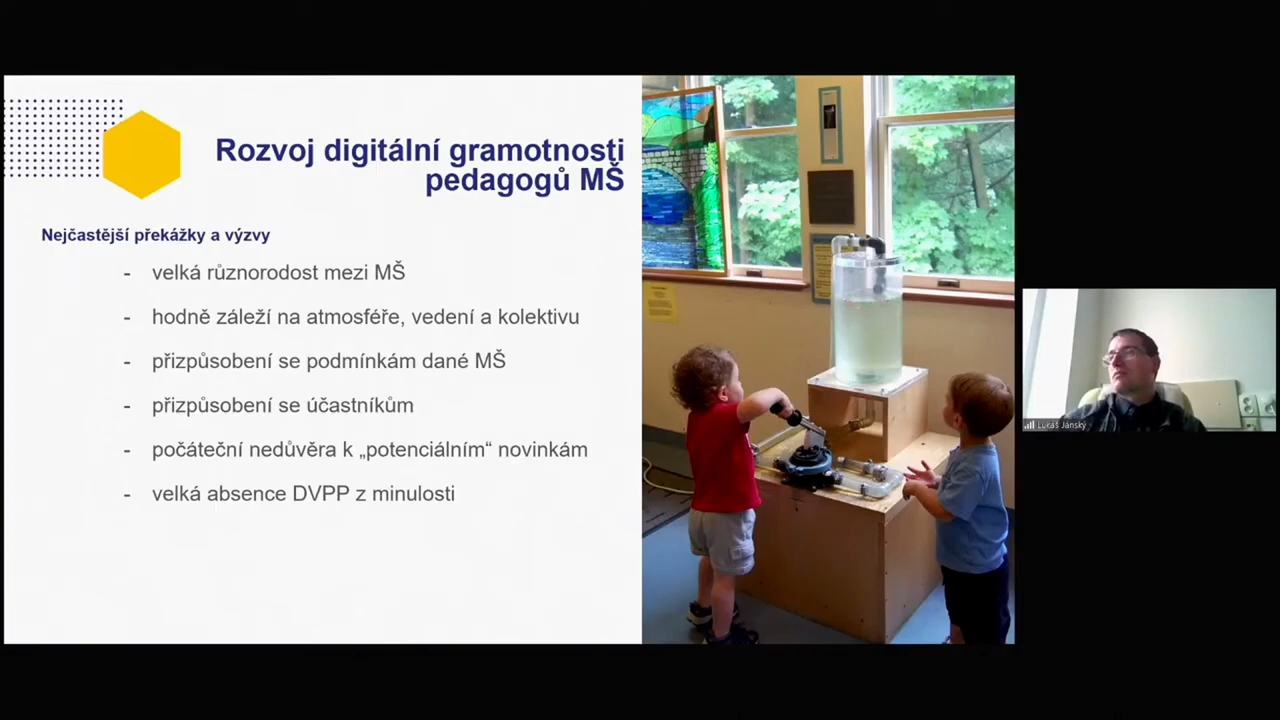 Rozvoj digitální gramotnosti
pedagogů MŠ
Nejčastější překážky a výzvy
- velká různorodost mezi MŠ
- hodně záleží na atmosféře, vedení a kolektivu
- přizpůsobení se podmínkám dané MŠ
- přizpůsobení se účastníkům
- počáteční nedůvěra k „potenciálním“ novinkám
- velká absence DVPP z minulosti
Lukáš Jánský